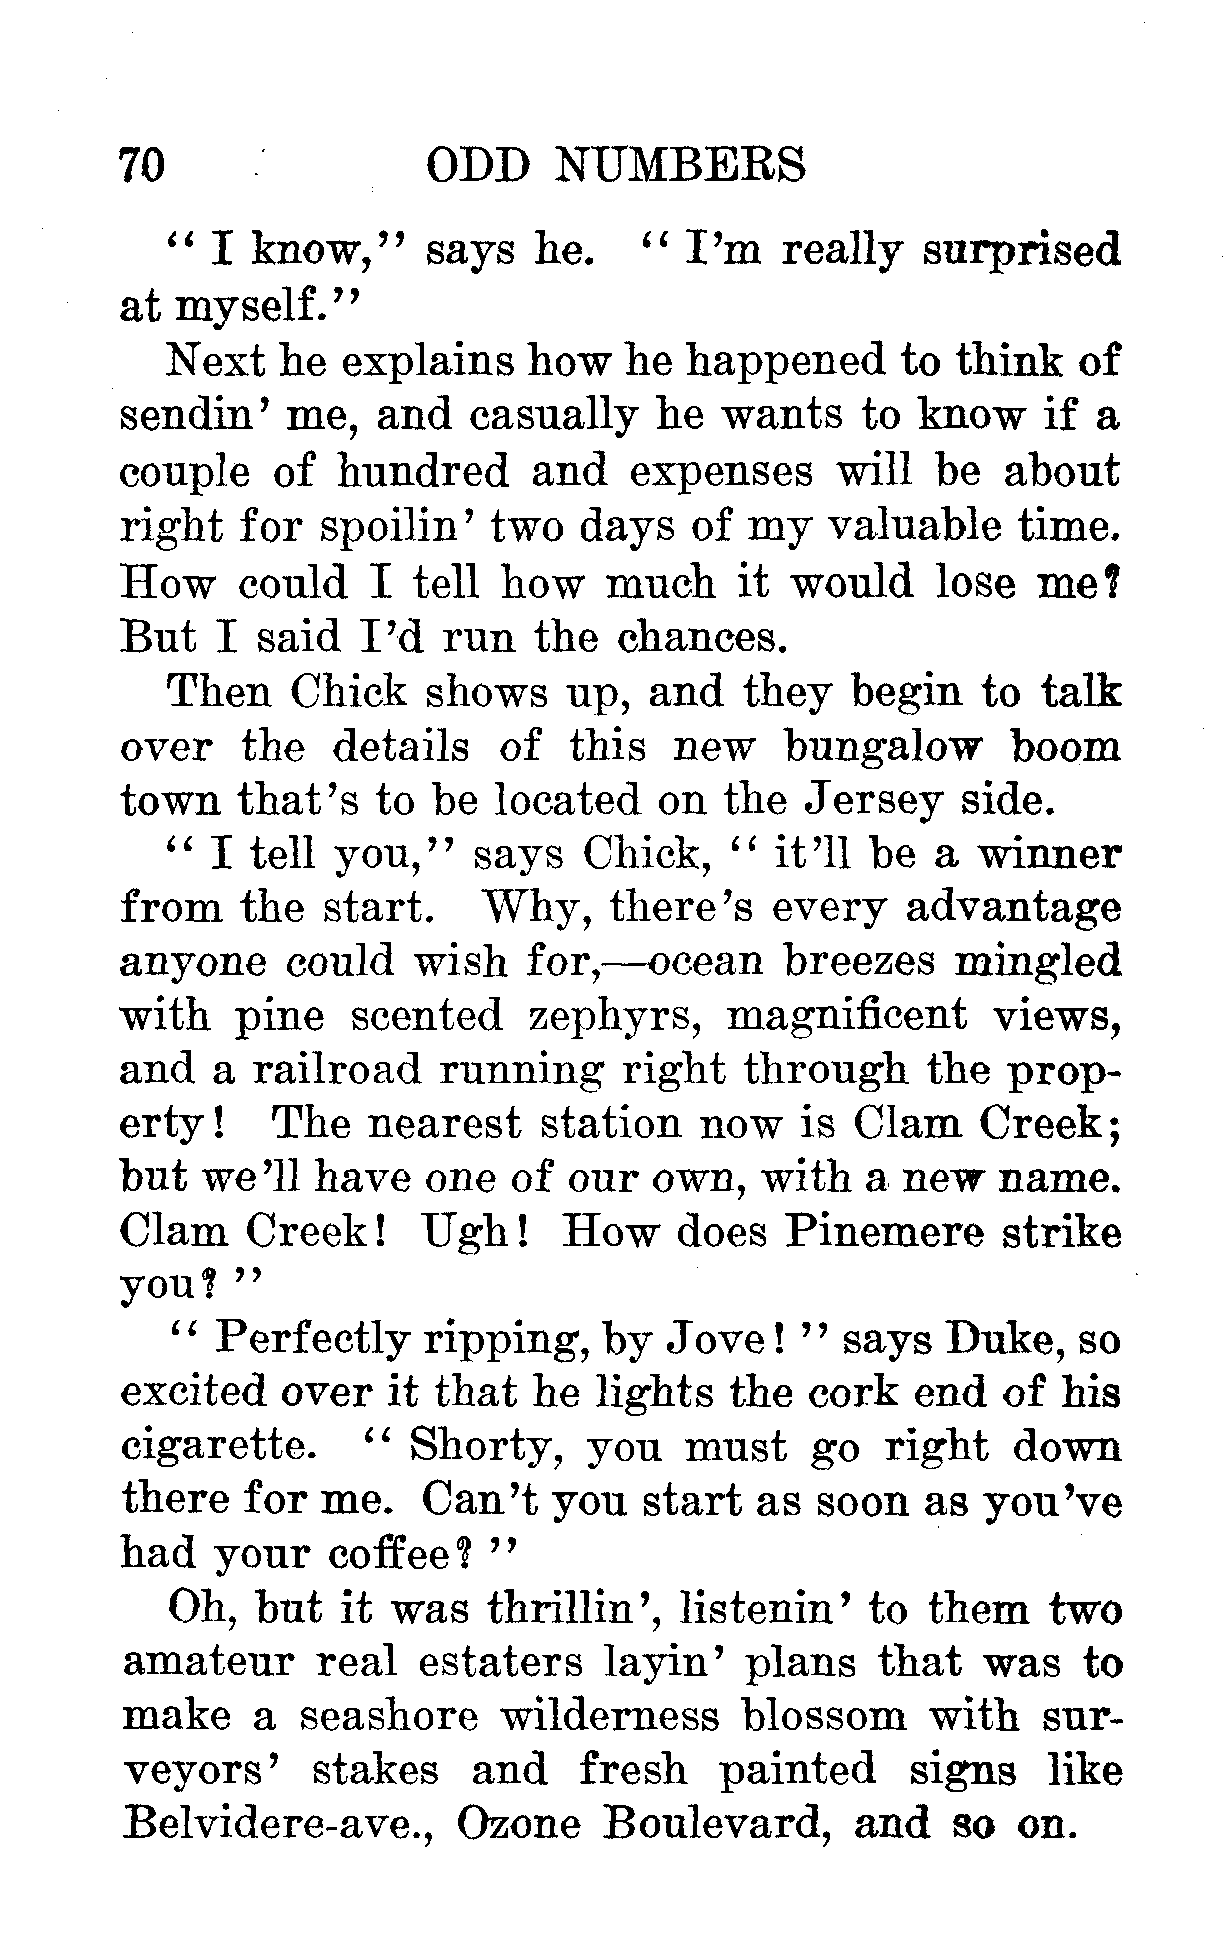 70 ODD NUMBERS
“ I know,” says he. “ I’m really surprised
at myself.”
Next he explains how he happened to think of
sendin’ me, and casually he wants to know if a
couple of hundred and expenses will be about
right for spoilin’ two days of my valuable time.
How could I tell how much it would lose me?
But I said I’d run the chances.
Then Chick shows up, and they begin to talk
over the details of this new bungalow boom
town that’s to be located on the Jersey side.
“ I tell you,” says Chick, “ it’ll be a winner
from the start. Why, there’s every advantage
anyone could wish for,—ocean breezes mingled
with pine scented zephyrs, magnificent views,
and a railroad running right through the prop-
erty! The nearest station now is Clam Creek;
but we’ll have one of our own, with a new name.
Clam Creek! Ugh! How does Pinemere strike
you? ”
“ Perfectly ripping, by Jove! ” says Duke, so
excited over it that he lights the cork end of his
cigarette. “ Shorty, you must go right down
there for me. Can’t you start as soon as you’ve
had your coffee? ”
Oh, but it was thrillin’, listenin’ to them two
amateur real estaters layin’ plans that was to
make a seashore wilderness blossom with sur-
veyors’ stakes and fresh painted signs like
Belvidere-ave., Ozone Boulevard, and so on.